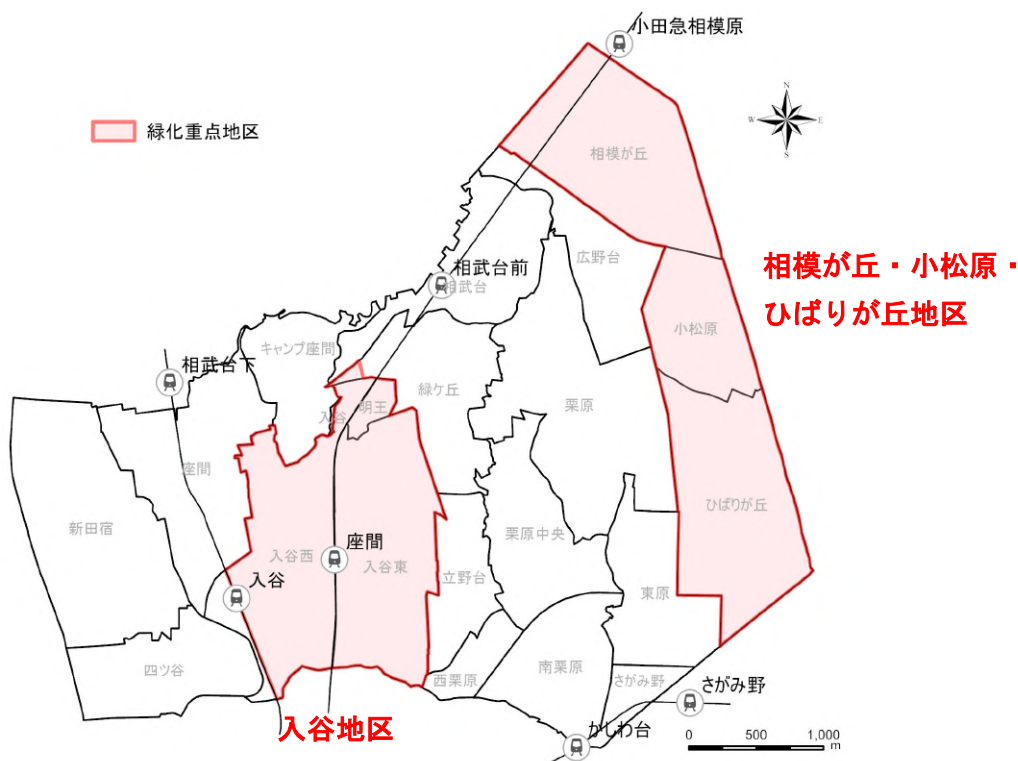 小田急相模原
N
W
E
S
緑化重点地区
相模が丘
相模が丘・小松原・
ひばりが丘地区
広野台
相武台前
相武台
小松原
キャンプ座間
相武台下
緑ケ丘
入谷
明王
栗原
座間
ひばりが丘
新田宿
栗原中央
座間
入谷西
入谷東
立野台
入谷
東原
四ツ谷
南栗原
西栗原
さがみ野
さがみ野
入谷地区
かしわ台
0 500 1,000
m